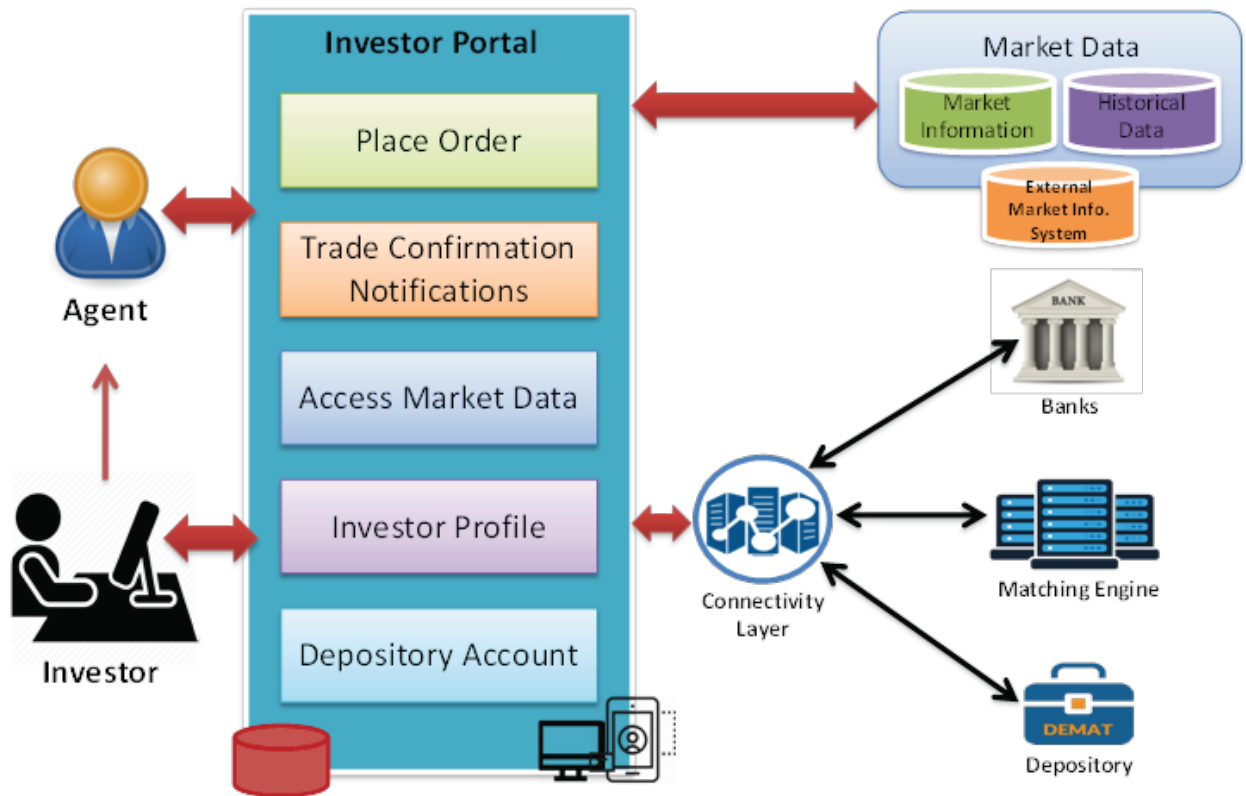 Investor Portal
Place Order
Trade Confirmation
Notifications
Access Market Data
Investor Profile
Depository Account
Agent
Investor
Market Data
Market
Information
Historical
Data
External
Market Info.
System
BANK
Banks
Connectivity
Layer
Matching Engine
DEMAT
Depository